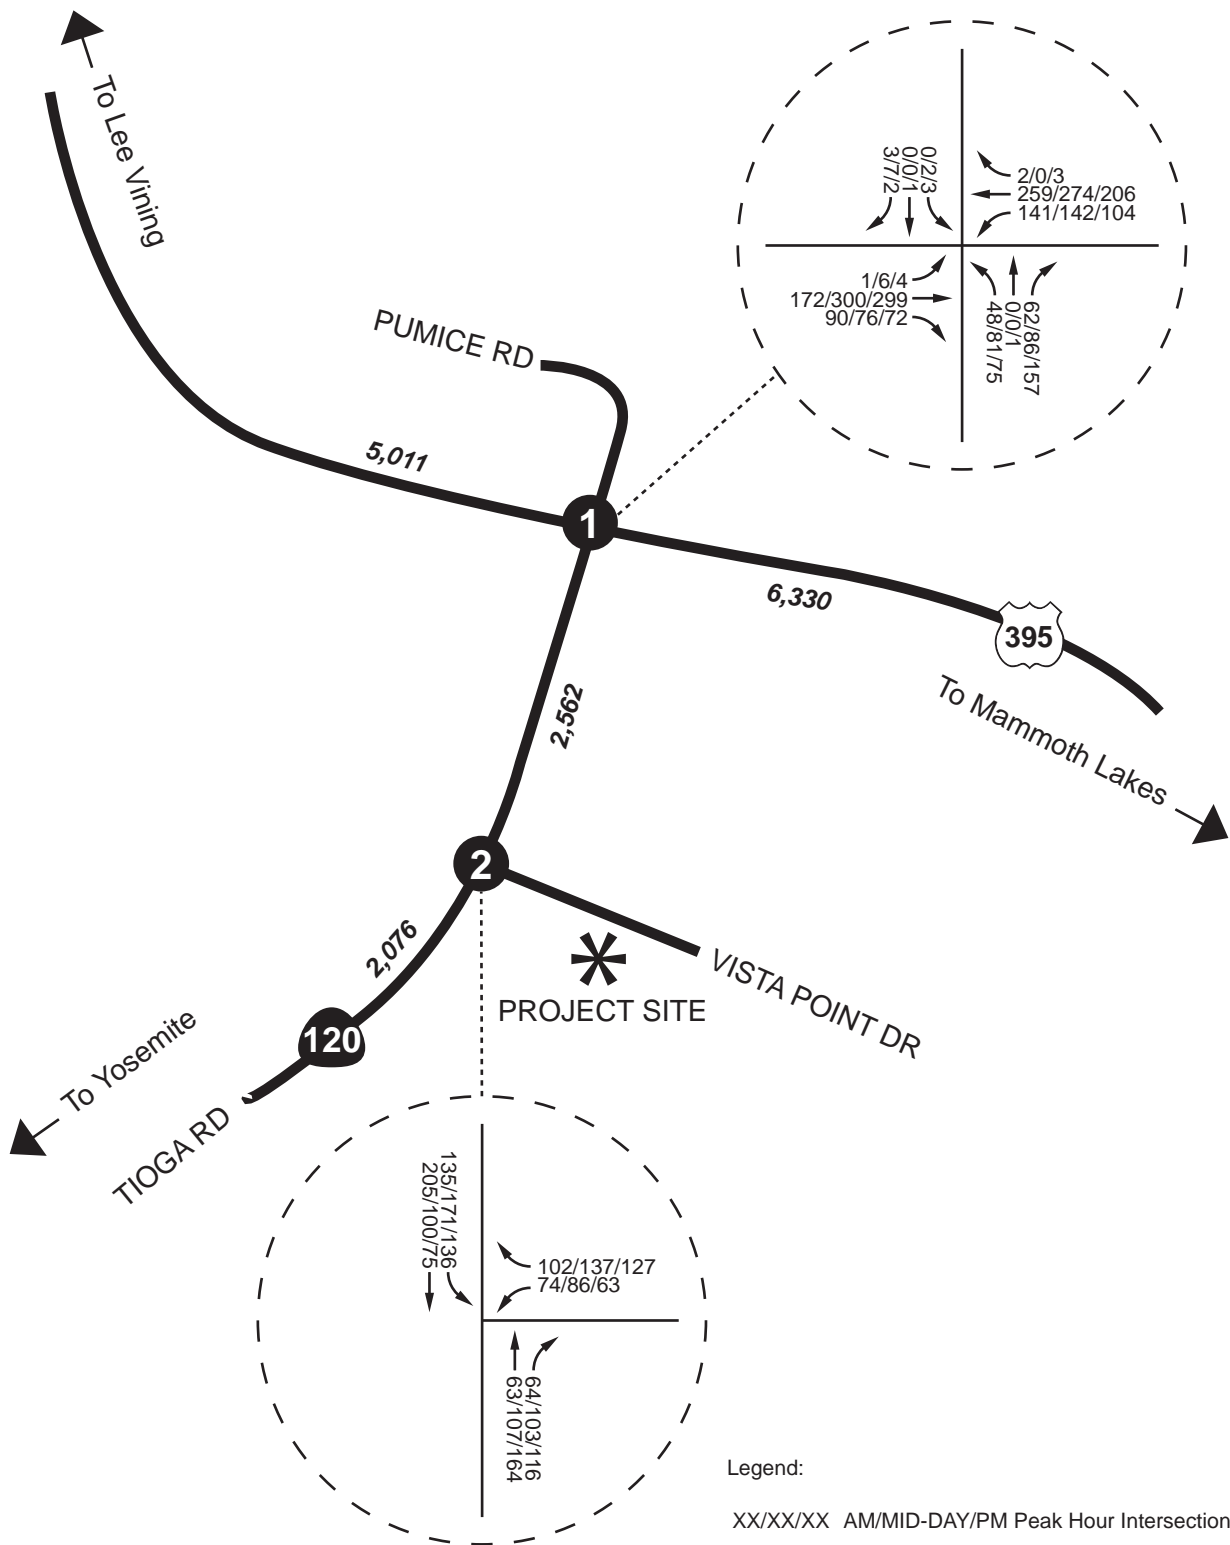 To Lee Vining
0/2/3
0/0/1
3/7/2
2/0/3
259/274/206
141/142/104
1/6/4
172/300/299
90/76/72
62/86/157
0/0/1
48/81/75
PUMICE RD
5,011
1
6,330
395
To Mammoth Lakes
2,562
2
2,076
VISTA POINT DR
PROJECT SITE
120
To Yosemite
TIOGA RD
135/171/136
205/100/75
102/137/127
74/86/63
64/103/116
63/107/164
Legend:
XX/XX/XX AM/MID-DAY/PM Peak Hour Intersection